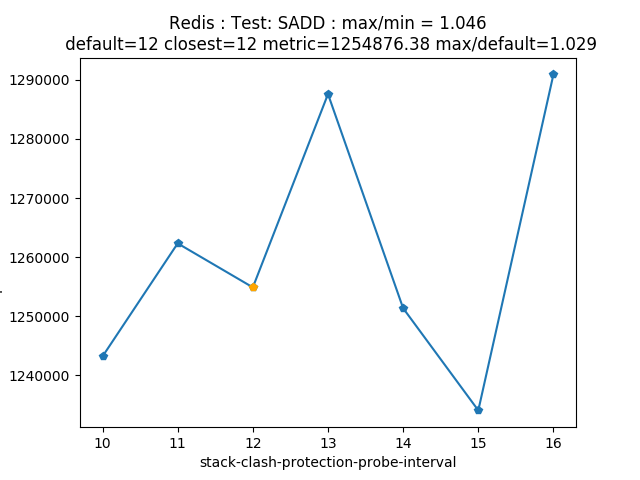 Redis : Test: SADD : max/min = 1.046
default=12 closest=12 metric=1254876.38 max/default=1.029
1290000
1280000
1270000
1260000
1250000
1240000
10 11 12 13 14 15 16
stack-clash-protection-probe-interval